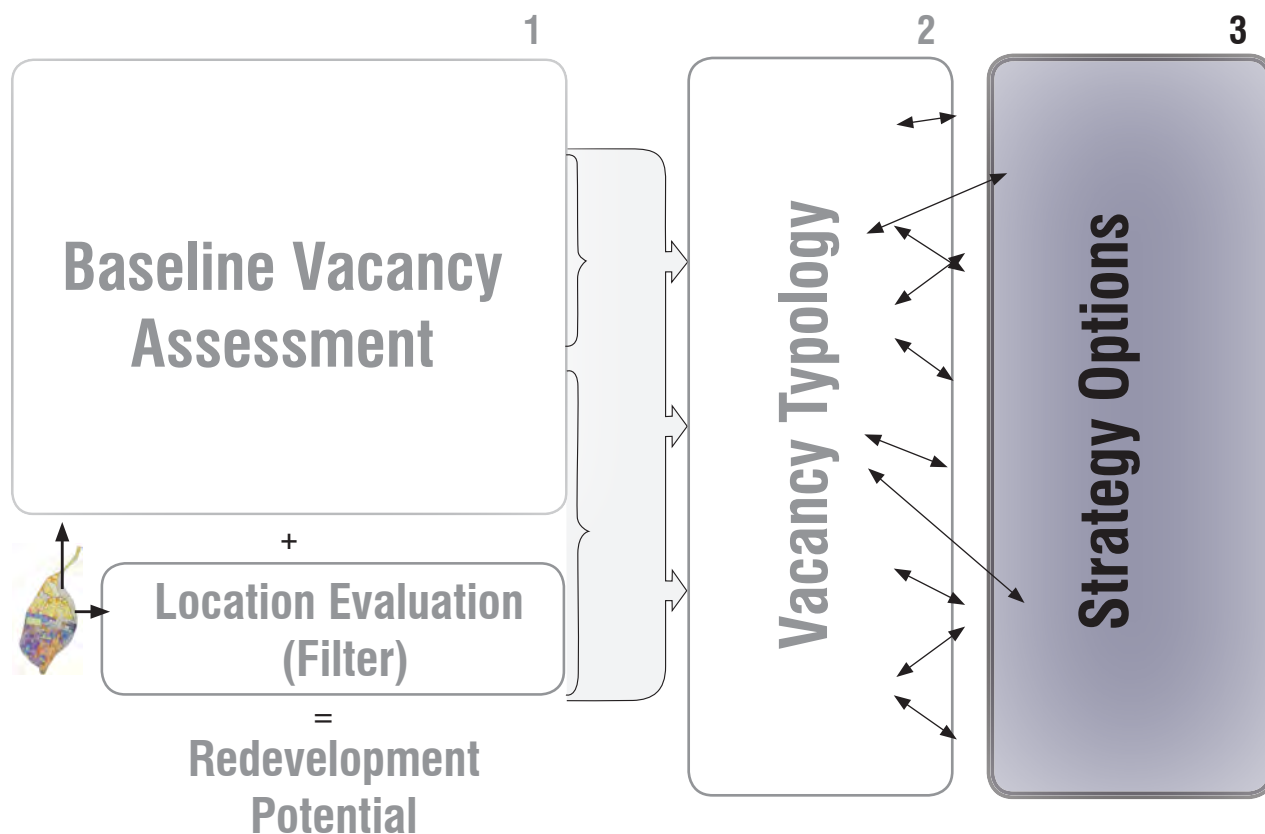 1
Baseline Vacancy
Assessment
+
Location Evaluation
(Filter)
=
Redevelopment
Potential
2
Vacancy Typology
3
Strategy Options